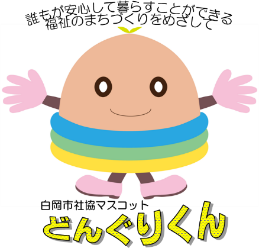 誰もが安心して暮らすことができる
福祉のまちづくりをめざして
白岡市社協マスコット
どんぐりくん